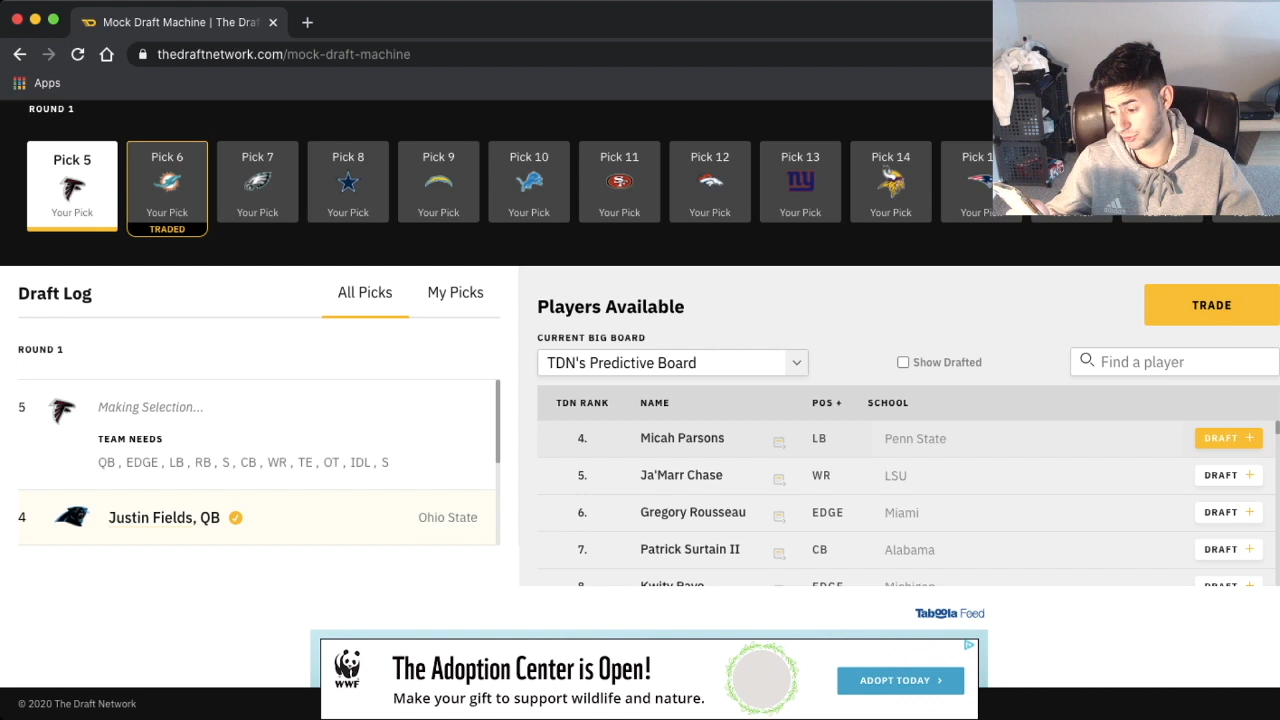 Mock Draft Machine | The Draf
thedraftnetwork.com/mock-draft-machine
Apps
ROUND 1
Pick 5
Your Pick
Pick 6
Your Pick
TRADED
Pick 7
Your Pick
Pick 8
Your Pick
Pick 9
Your Pick
Pick 10
Your Pick
Pick 11
Your Pick
Pick 12
Your Pick
Pick 13
Your Pick
Pick 14
Your Pick
Draft Log
All Picks
My Picks
ROUND 1
5
Making Selection...
TEAM NEEDS
QB , EDGE , LB , RB , S , CB , WR , TE , OT , IDL , S
4 Justin Fields, QB Ohio State
Players Available
TRADE
CURRENT BIG BOARD
TDN's Predictive Board
Show Drafted
Find a player
TDN RANK NAME POS + SCHOOL
4. Micah Parsons LB Penn State DRAFT +
5. Ja'Marr Chase WR LSU DRAFT +
6. Gregory Rousseau EDGE Miami DRAFT +
7. Patrick Surtain II CB Alabama DRAFT +
8. Kwity Paye EDGE Michigan DRAFT +
Taboola Feed
WWF
The Adoption Center is Open!
Make your gift to support wildlife and nature.
ADOPT TODAY >
© 2020 The Draft Network